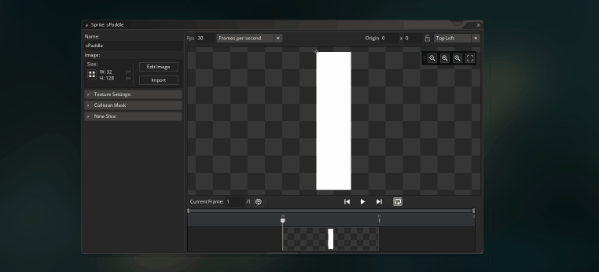 Sprite: sPaddle
Name:
sPaddle
Image:
Size:
W: 32
H: 128
Edit Image
Import
Texture Settings
Collision Mask
Nine Slice
Fps 30 Frames per second
Origin 0 x 0 Top Left
Current Frame: 1 /1